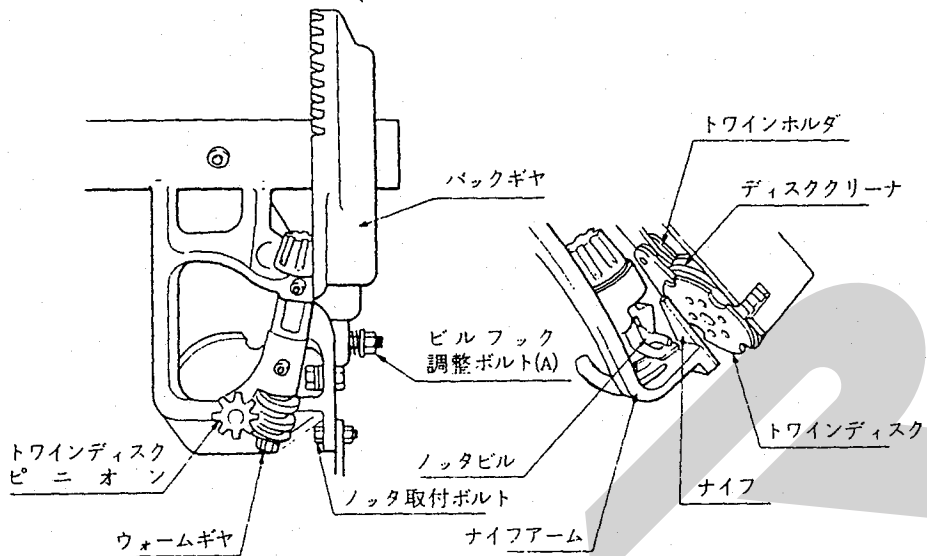 バックギヤ
ビルフック
調整ボルト(A)
トワインディスク
ピニオン
ウォームギヤ
ノッタ取付ボルト
トワインホルダ
ディスククリーナ
トワインディスク
ナイフ
ノッタビル
ナイフアーム